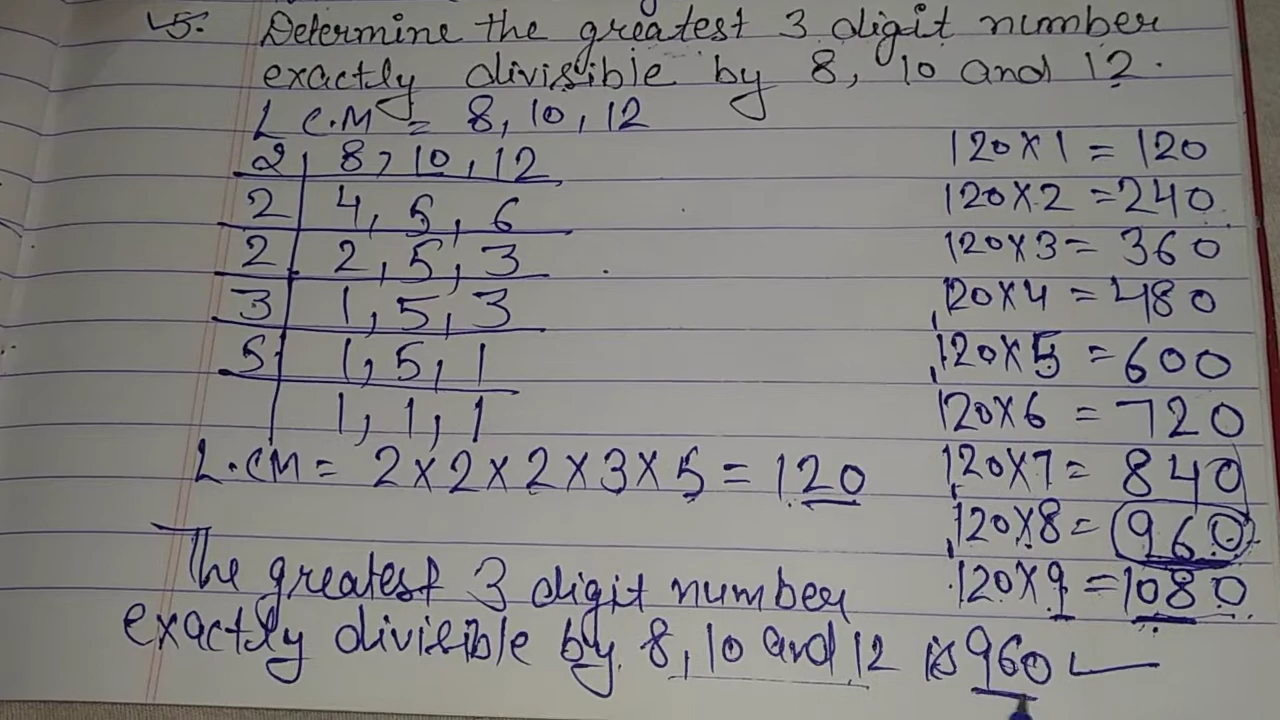 5. Determine the greatest 3 digit number
exactly divisible by 8, 10 and 12.
L C.M = 8, 10, 12
2 8, 10, 12
2 4, 5, 6
2 2, 5, 3
3 1, 5, 3
5 1, 5, 1
1, 1, 1
L.CM = 2×2×2×3×5 = 120
The greatest 3 digit number
exactly divisible by 8, 10 and 12 is 960
120×1 = 120
120×2 = 240
120×3 = 360
120×4 = 480
120×5 = 600
120×6 = 720
120×7 = 840
120×8 = 960
120×9 = 1080